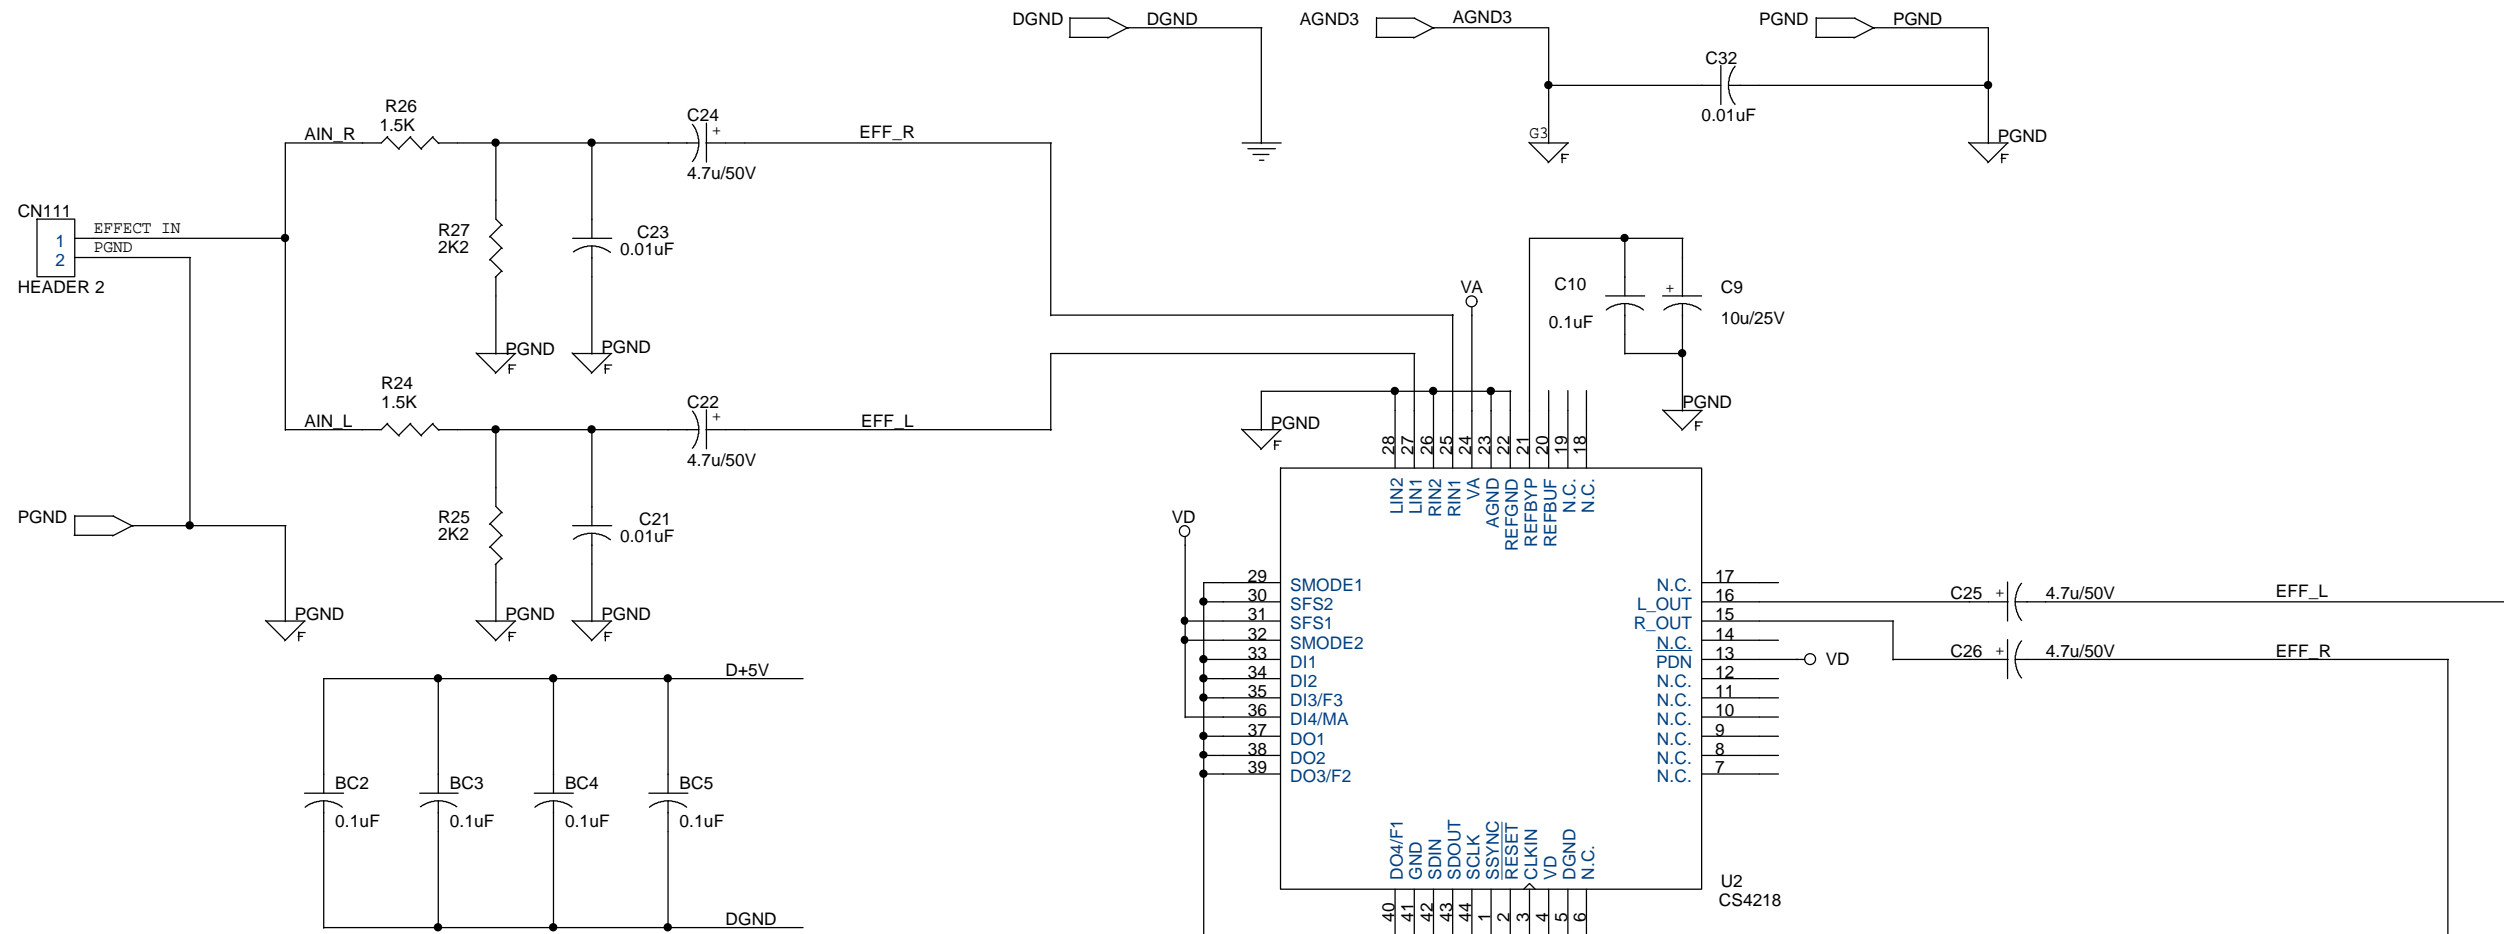 DGND DGND AGND3 AGND3 PGND PGND
C32
0.01uF
G3 F
PGND F
R26
1.5K
AIN_R
C24
+
4.7u/50V
EFF_R
CN111
1 EFFECT IN
2 PGND
HEADER 2
R27
2K2
C23
0.01uF
PGND F
PGND F
R24
1.5K
AIN_L
C22
+
4.7u/50V
EFF_L
R25
2K2
C21
0.01uF
PGND
PGND F
PGND F
PGND F
VA
C10
0.1uF
+ C9
10u/25V
PGND F
PGND F
28 27 26 25 24 23 22 21 20 19 18
LIN2 LIN1 RIN2 RIN1 VA AGND REFGND REFBYP REFBUF N.C. N.C.
VD
29 SMODE1
30 SFS2
31 SFS1
32 SMODE2
33 DI1
34 DI2
35 DI3/F3
36 DI4/MA
37 DO1
38 DO2
39 DO3/F2
N.C. 17
L_OUT 16
R_OUT 15
N.C. 14
PDN 13 VD
N.C. 12
N.C. 11
N.C. 10
N.C. 9
N.C. 8
N.C. 7
C25 + 4.7u/50V EFF_L
C26 + 4.7u/50V EFF_R
DO4/F1 GND SDIN SDOUT SCLK SSYNC RESET CLKIN VD DGND N.C.
40 41 42 43 44 1 2 3 4 5 6
U2
CS4218
D+5V
BC2 BC3 BC4 BC5
0.1uF 0.1uF 0.1uF 0.1uF
DGND